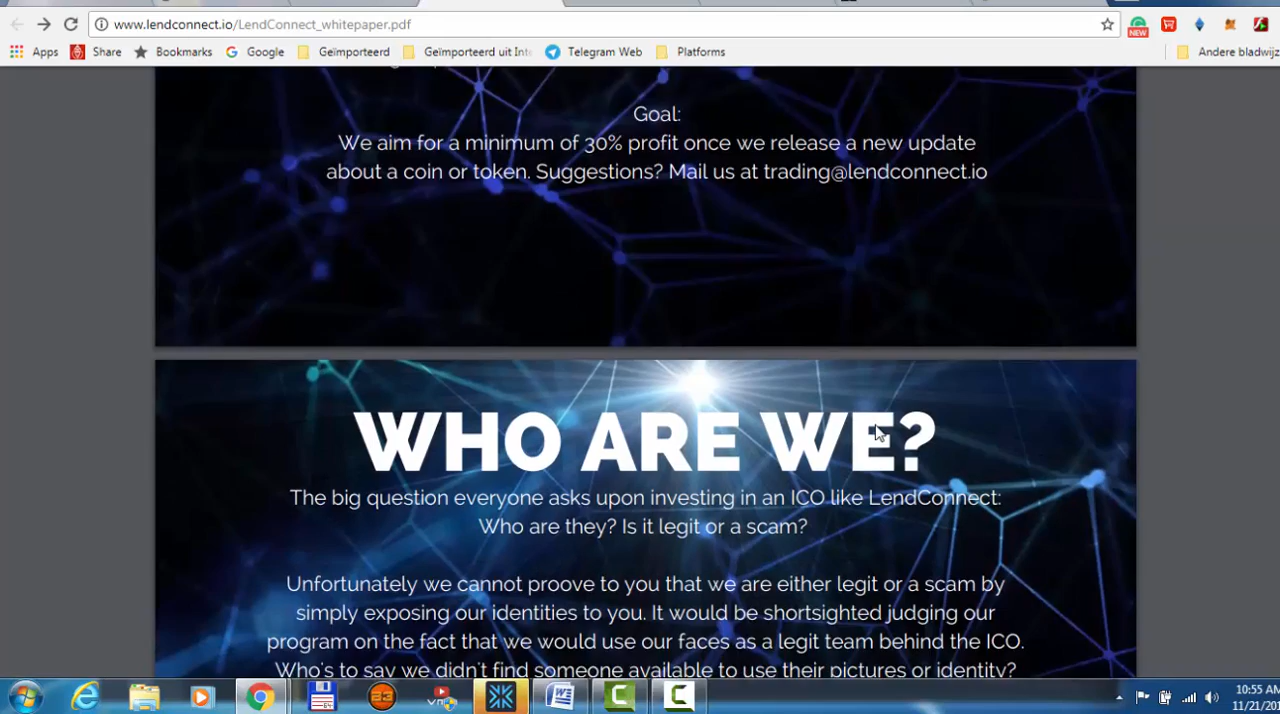 www.lendconnect.io/LendConnect_whitepaper.pdf
NEW
Apps Share Bookmarks Google Geïmporteerd Geïmporteerd uit Inte Telegram Web Platforms Andere bladwijz
Goal:
We aim for a minimum of 30% profit once we release a new update
about a coin or token. Suggestions? Mail us at trading@lendconnect.io
WHO ARE WE?
The big question everyone asks upon investing in an ICO like LendConnect:
Who are they? Is it legit or a scam?
Unfortunately we cannot proove to you that we are either legit or a scam by
simply exposing our identities to you. It would be shortsighted judging our
program on the fact that we would use our faces as a legit team behind the ICO.
Who's to say we didn't find someone available to use their pictures or identity?
10:55 AM
11/21/201